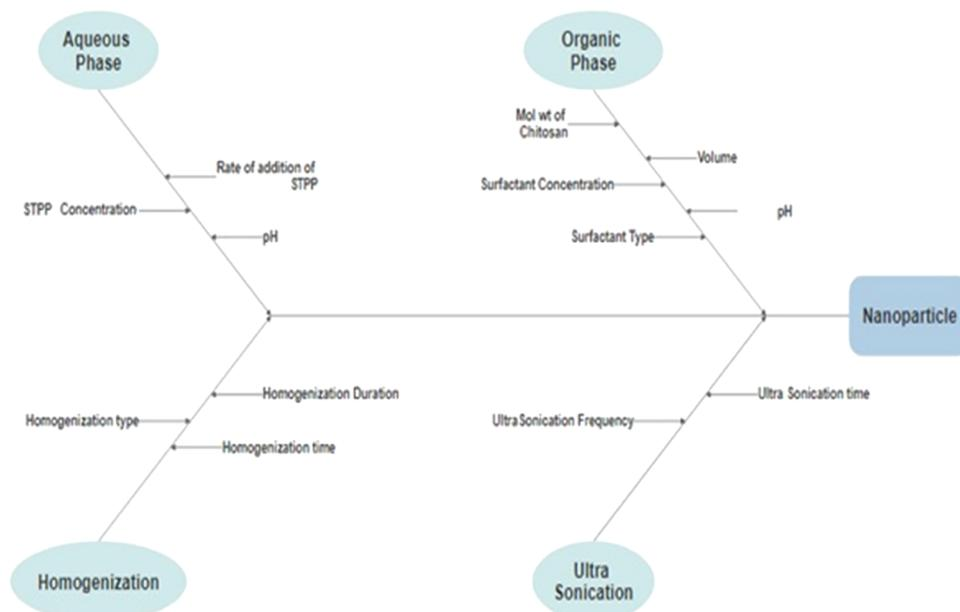 Aqueous
Phase
Organic
Phase
Mol wt of
Chitosan
Volume
Rate of addition of
STPP
Surfactant Concentration
STPP Concentration
pH
pH
Surfactant Type
Nanoparticle
Homogenization Duration
Ultra Sonication time
Homogenization type
Ultra Sonication Frequency
Homogenization time
Homogenization
Ultra
Sonication